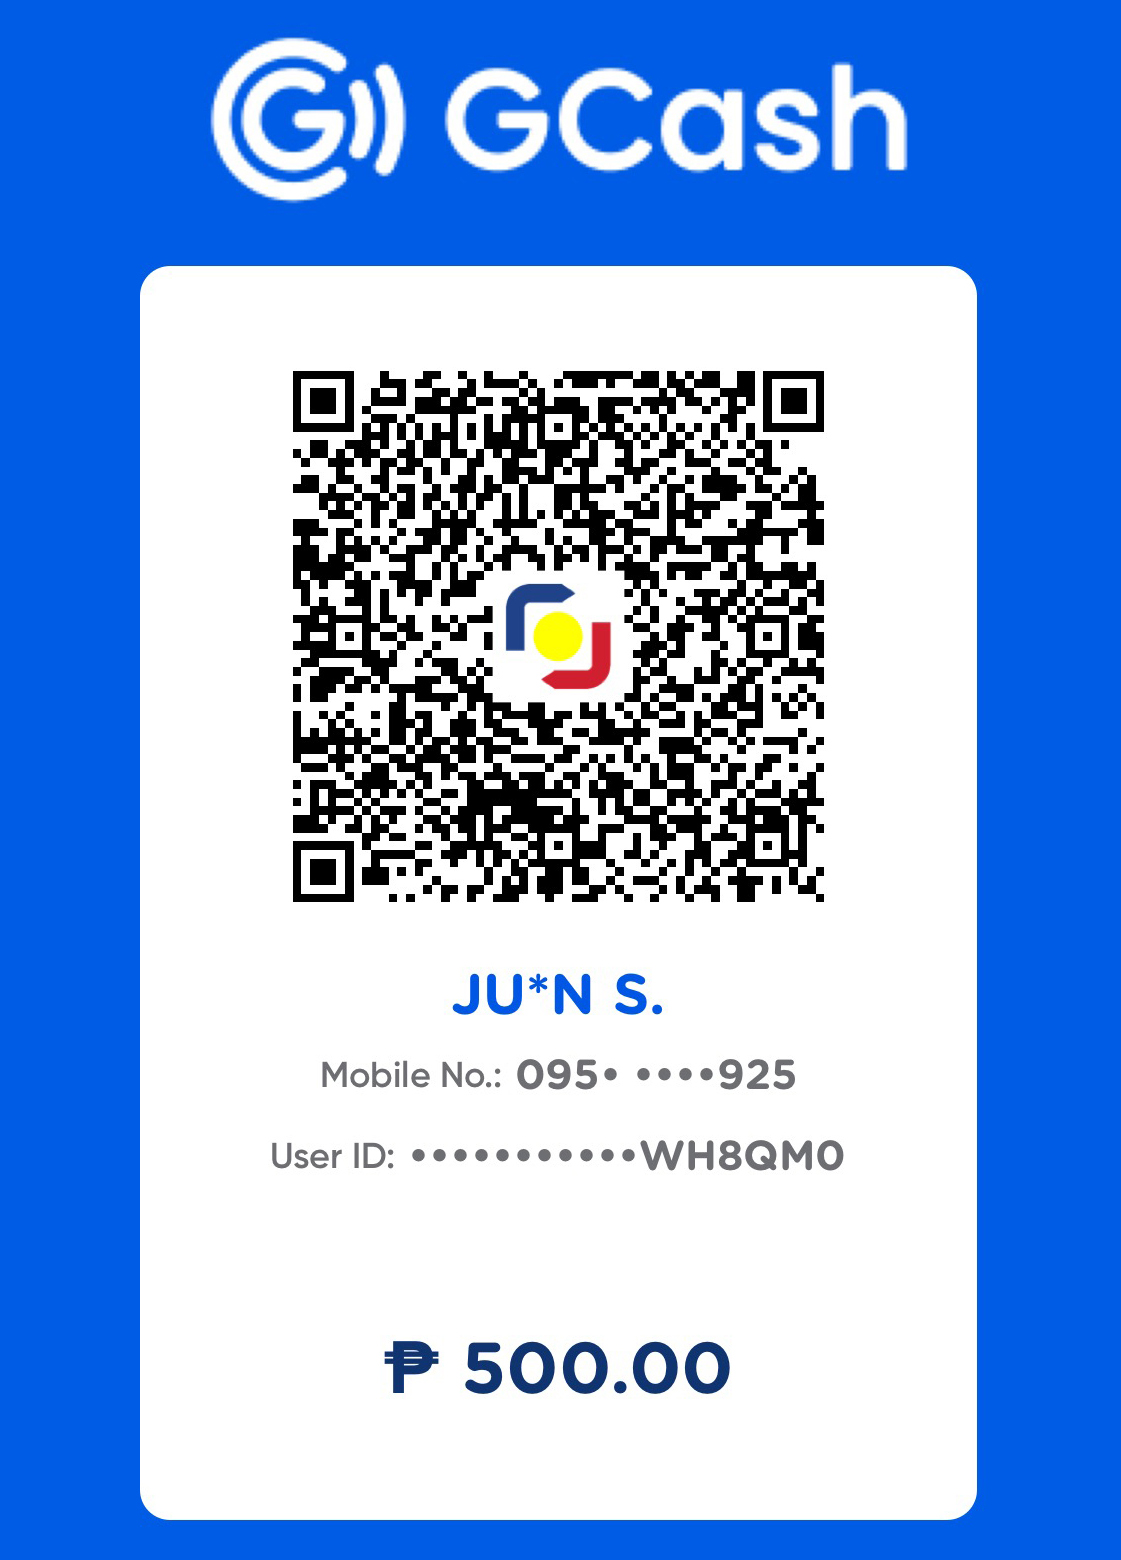 GCash
JU*N S.
Mobile No.: 095• ••••925
User ID: •••••••••••WH8QM0
₱ 500.00